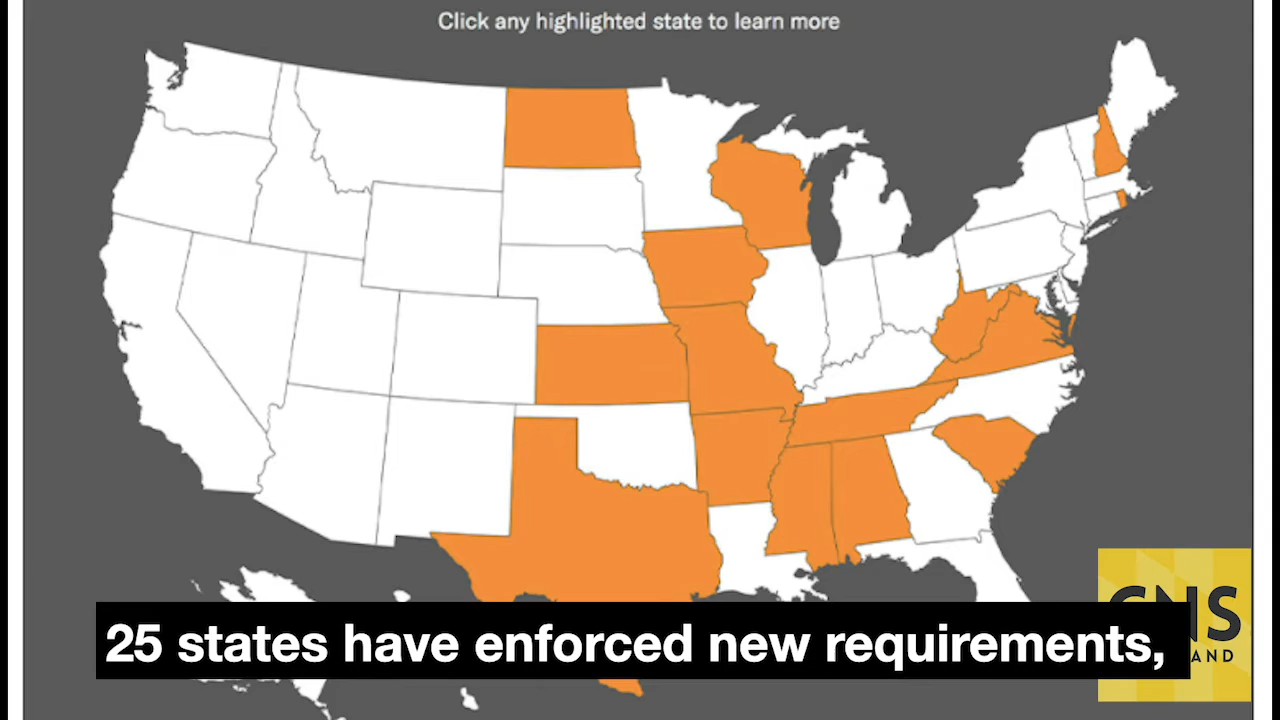 Click any highlighted state to learn more
25 states have enforced new requirements,